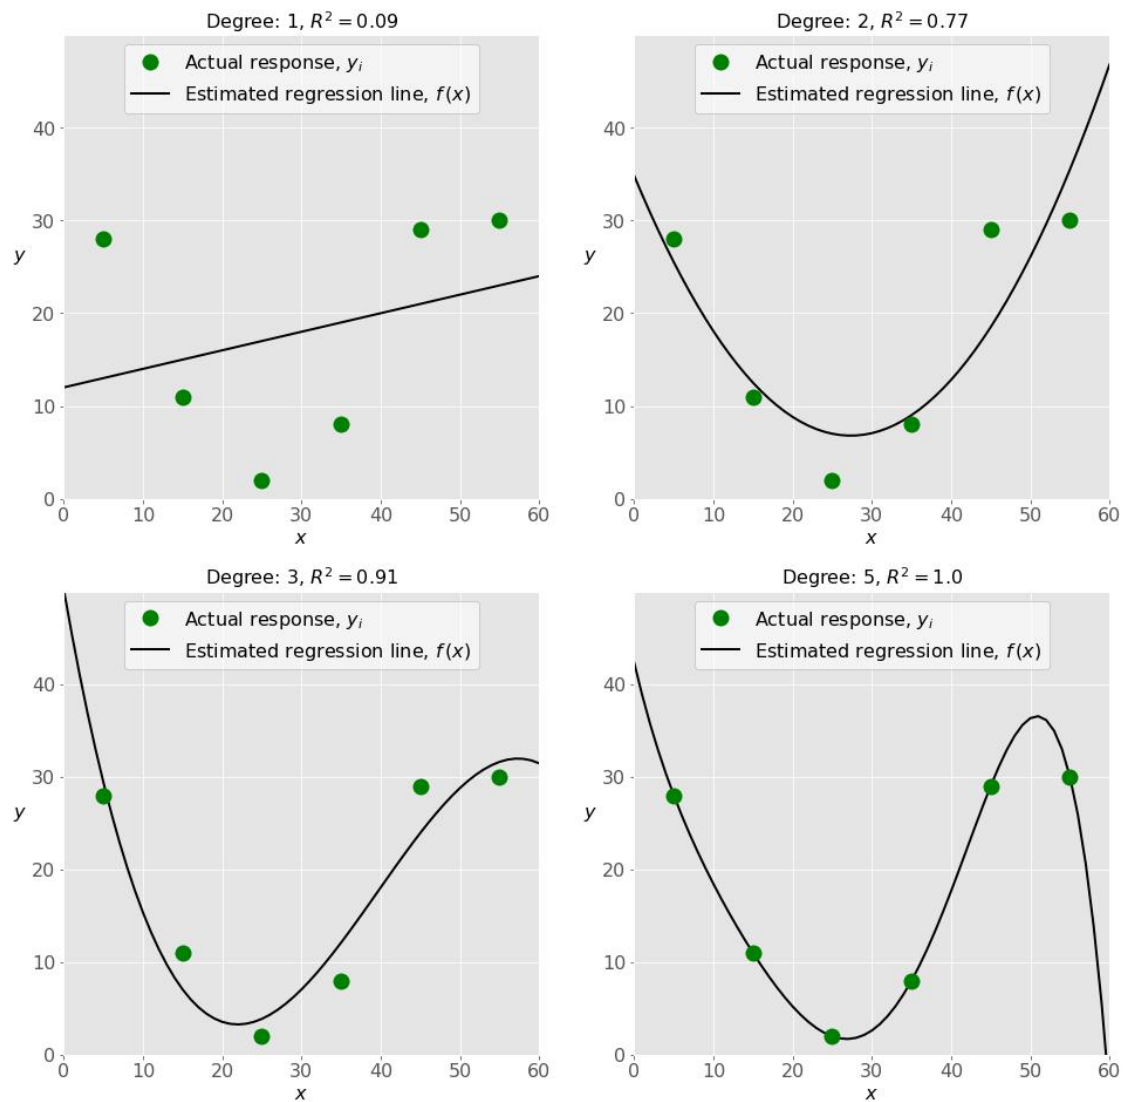 Degree: 1, R² = 0.09
Actual response, yᵢ
Estimated regression line, f(x)
40
30
y
20
10
0
0 10 20 30 40 50 60
x
Degree: 2, R² = 0.77
Actual response, yᵢ
Estimated regression line, f(x)
40
30
y
20
10
0
0 10 20 30 40 50 60
x
Degree: 3, R² = 0.91
Actual response, yᵢ
Estimated regression line, f(x)
40
30
y
20
10
0
0 10 20 30 40 50 60
x
Degree: 5, R² = 1.0
Actual response, yᵢ
Estimated regression line, f(x)
40
30
y
20
10
0
0 10 20 30 40 50 60
x